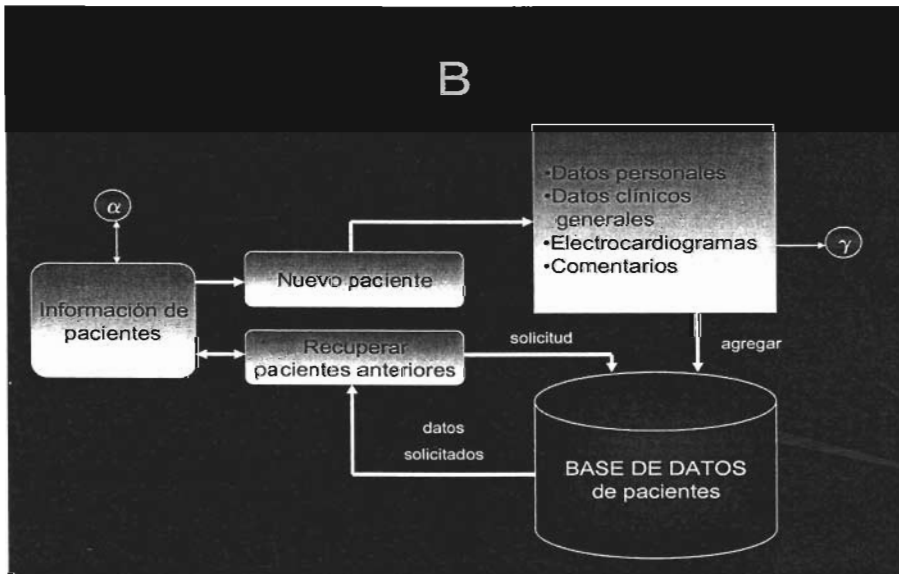 B
α
Información de
pacientes
Nuevo paciente
Recuperar
pacientes anteriores
•Datos personales
•Datos clínicos
generales
•Electrocardiogramas
•Comentarios
γ
solicitud
agregar
datos
solicitados
BASE DE DATOS
de pacientes